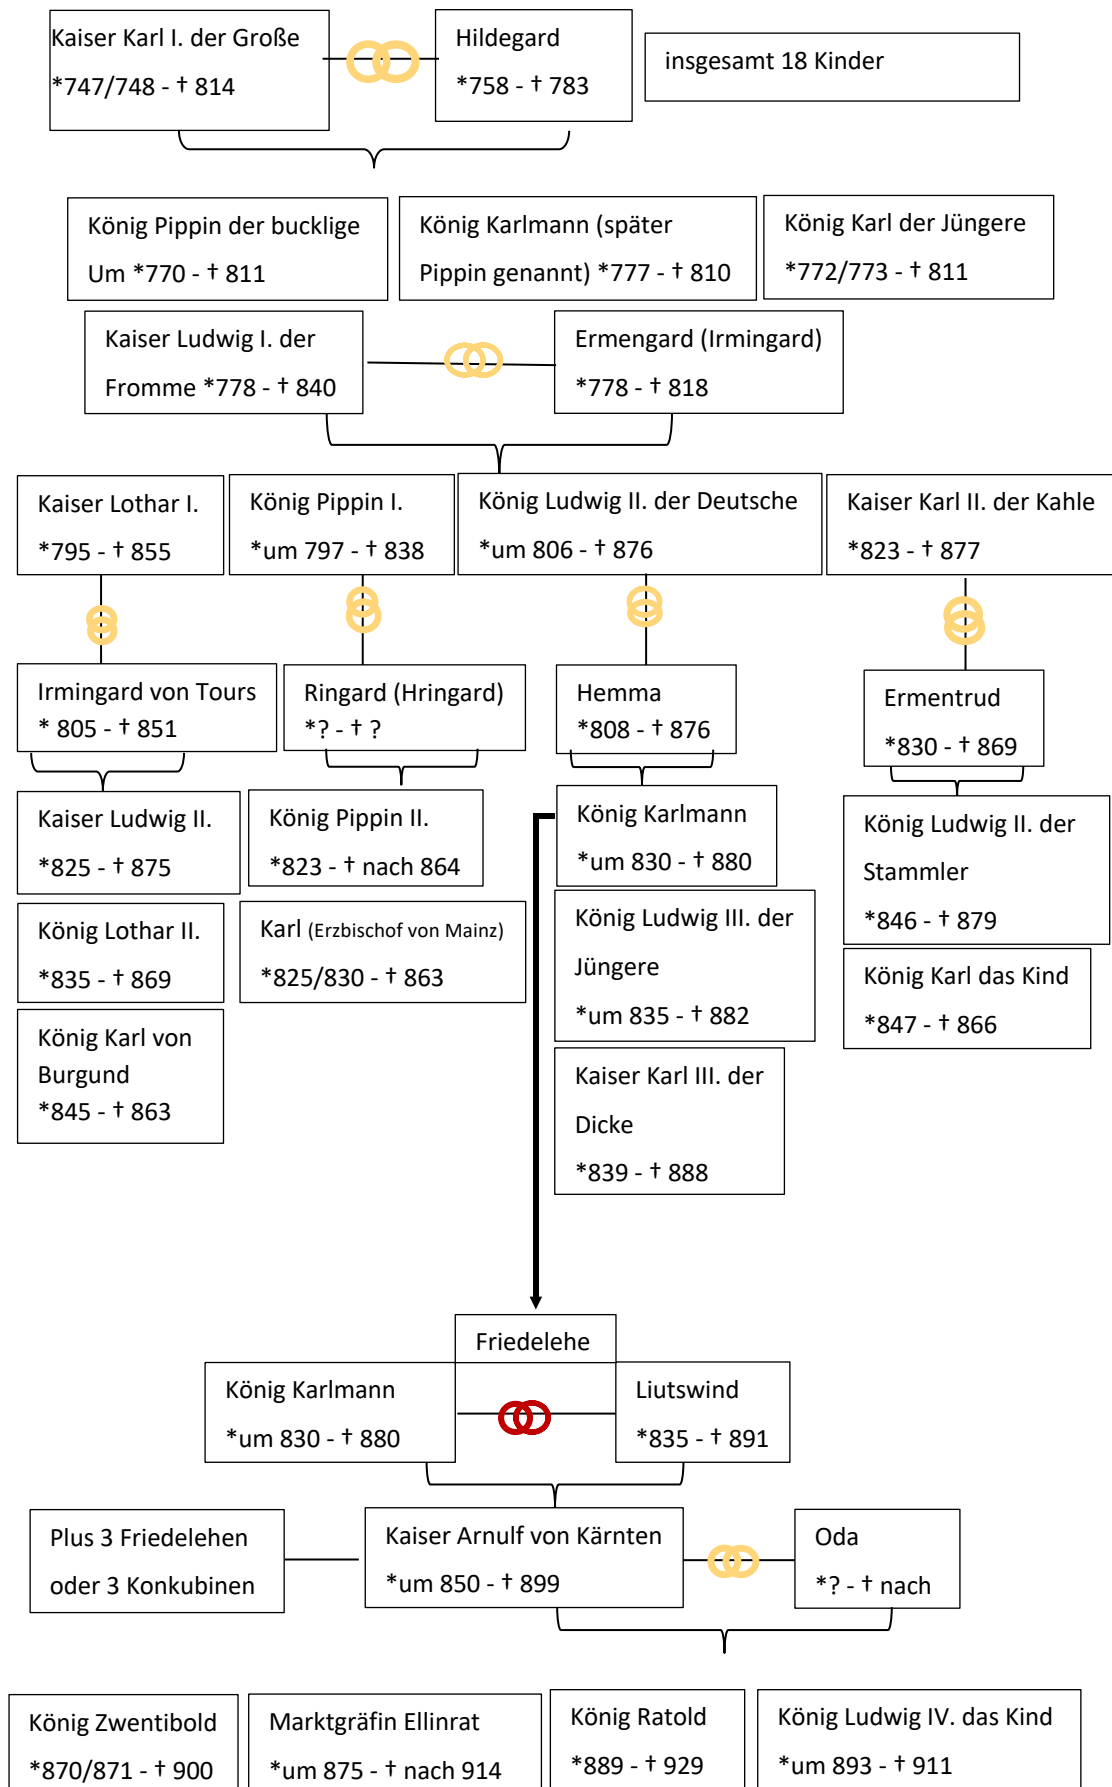 Kaiser Karl I. der Große
*747/748 - † 814
Hildegard
*758 - † 783
insgesamt 18 Kinder
König Pippin der bucklige
Um *770 - † 811
König Karlmann (später
Pippin genannt) *777 - † 810
König Karl der Jüngere
*772/773 - † 811
Kaiser Ludwig I. der
Fromme *778 - † 840
Ermengard (Irmingard)
*778 - † 818
Kaiser Lothar I.
*795 - † 855
König Pippin I.
*um 797 - † 838
König Ludwig II. der Deutsche
*um 806 - † 876
Kaiser Karl II. der Kahle
*823 - † 877
Irmingard von Tours
* 805 - † 851
Ringard (Hringard)
*? - † ?
Hemma
*808 - † 876
Ermentrud
*830 - † 869
Kaiser Ludwig II.
*825 - † 875
König Pippin II.
*823 - † nach 864
König Karlmann
*um 830 - † 880
König Ludwig II. der
Stammler
*846 - † 879
König Lothar II.
*835 - † 869
Karl (Erzbischof von Mainz)
*825/830 - † 863
König Ludwig III. der
Jüngere
*um 835 - † 882
König Karl das Kind
*847 - † 866
König Karl von
Burgund
*845 - † 863
Kaiser Karl III. der
Dicke
*839 - † 888
Friedelehe
König Karlmann
*um 830 - † 880
Liutswind
*835 - † 891
Plus 3 Friedelehen
oder 3 Konkubinen
Kaiser Arnulf von Kärnten
*um 850 - † 899
Oda
*? - † nach
König Zwentibold
*870/871 - † 900
Marktgräfin Ellinrat
*um 875 - † nach 914
König Ratold
*889 - † 929
König Ludwig IV. das Kind
*um 893 - † 911